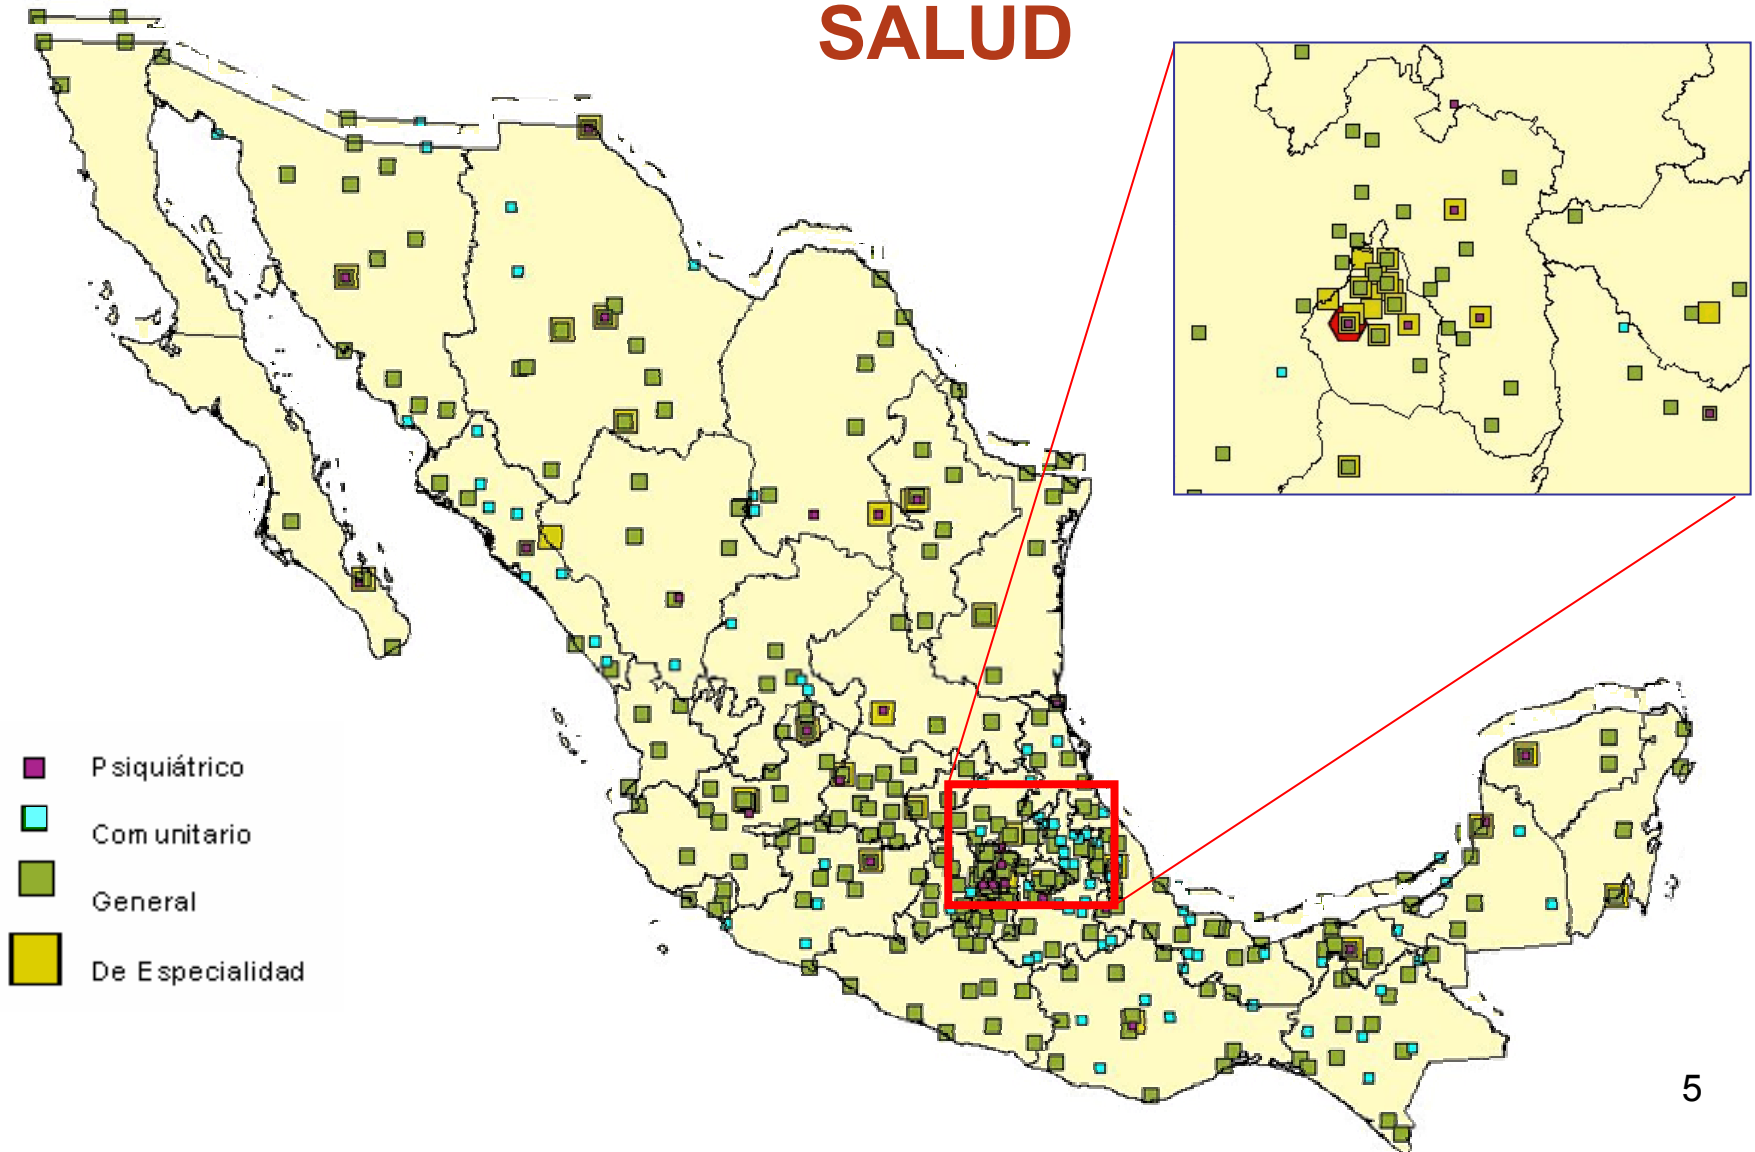 SALUD
Psiquiátrico
Comunitario
General
De Especialidad
5